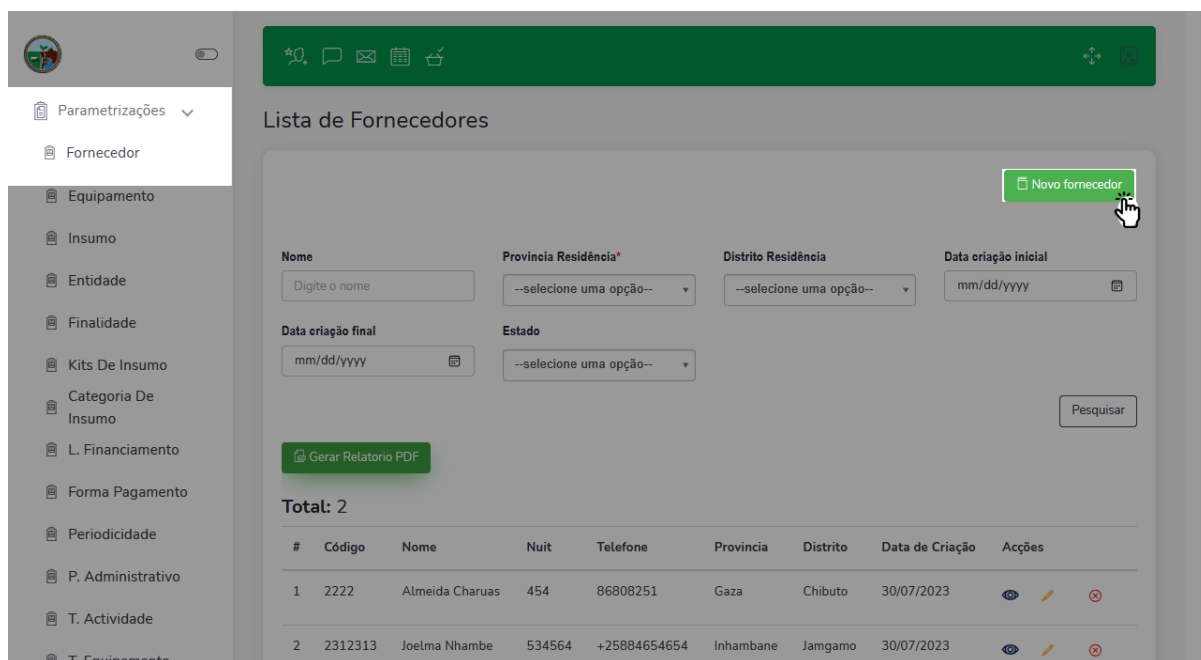 Parametrizações
Fornecedor
Equipamento
Insumo
Entidade
Finalidade
Kits De Insumo
Categoria De
Insumo
L. Financiamento
Forma Pagamento
Periodicidade
P. Administrativo
T. Actividade
T. Equipamento
Lista de Fornecedores
Novo fornecedor
Nome Provincia Residência* Distrito Residência Data criação inicial
Digite o nome --selecione uma opção-- --selecione uma opção-- mm/dd/yyyy
Data criação final Estado
mm/dd/yyyy --selecione uma opção--
Pesquisar
Gerar Relatorio PDF
Total: 2
# Código Nome Nuit Telefone Provincia Distrito Data de Criação Acções
1 2222 Almeida Charuas 454 86808251 Gaza Chibuto 30/07/2023
2 2312313 Joelma Nhambe 534564 +25884654654 Inhambane Jamgamo 30/07/2023